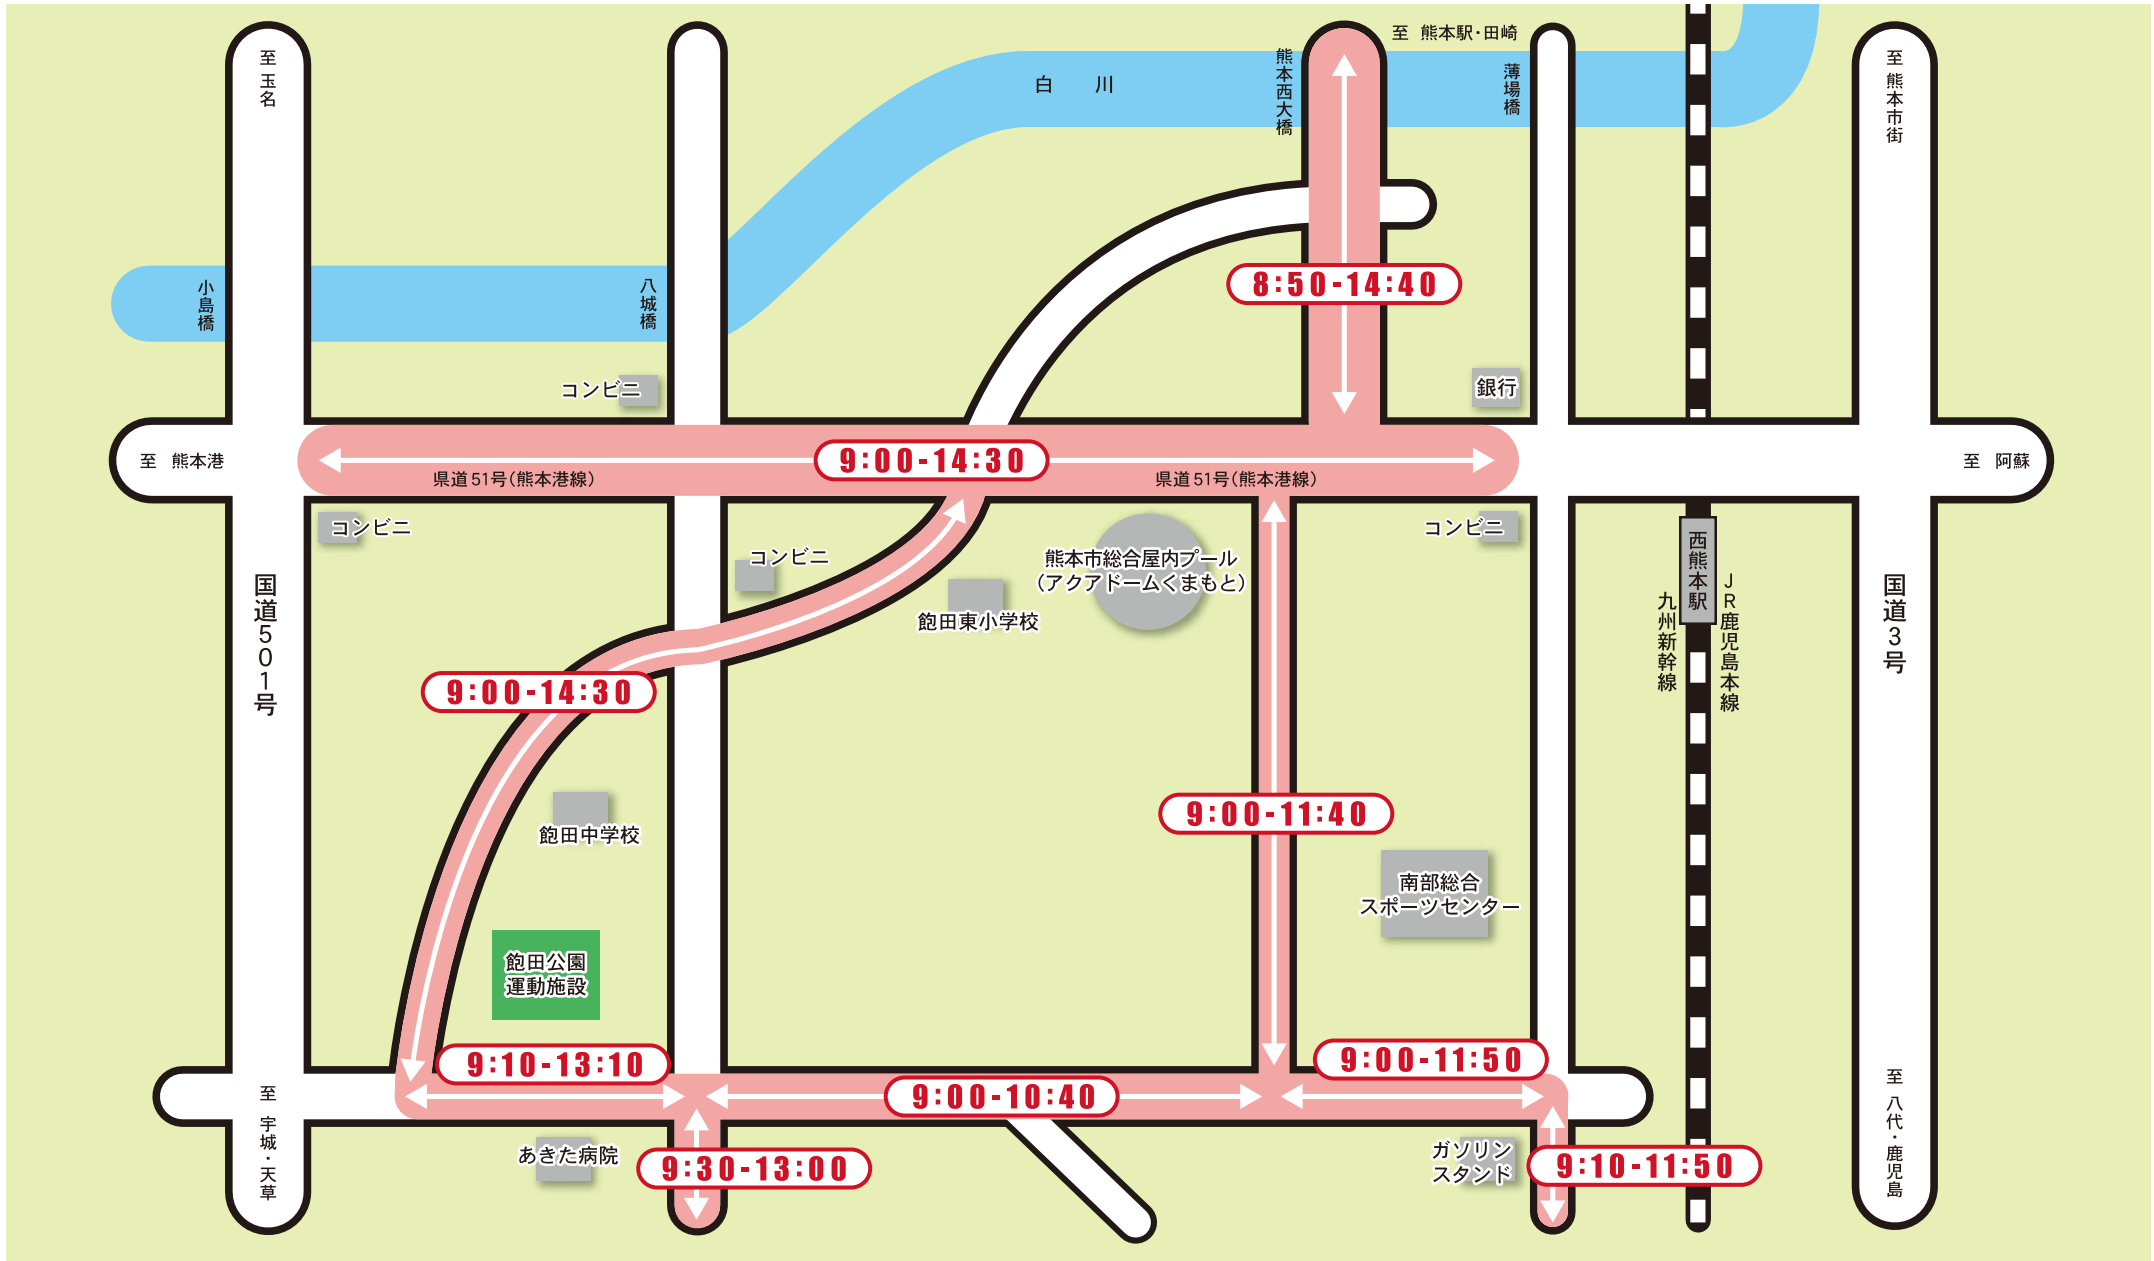 至 玉名
至 熊本駅・田崎
熊本西大橋
薄場橋
至 熊本市街
白 川
小島橋
八城橋
8:50-14:40
コンビニ
銀行
至 熊本港
9:00-14:30
県道51号(熊本港線)
県道51号(熊本港線)
至 阿蘇
コンビニ
コンビニ
コンビニ
熊本市総合屋内プール
(アクアドームくまもと)
飽田東小学校
西熊本駅
JR鹿児島本線
九州新幹線
国道501号
国道3号
9:00-14:30
9:00-11:40
飽田中学校
南部総合
スポーツセンター
飽田公園
運動施設
9:10-13:10
9:00-11:50
9:00-10:40
至 宇城・天草
至 八代・鹿児島
あきた病院
9:30-13:00
ガソリン
スタンド
9:10-11:50